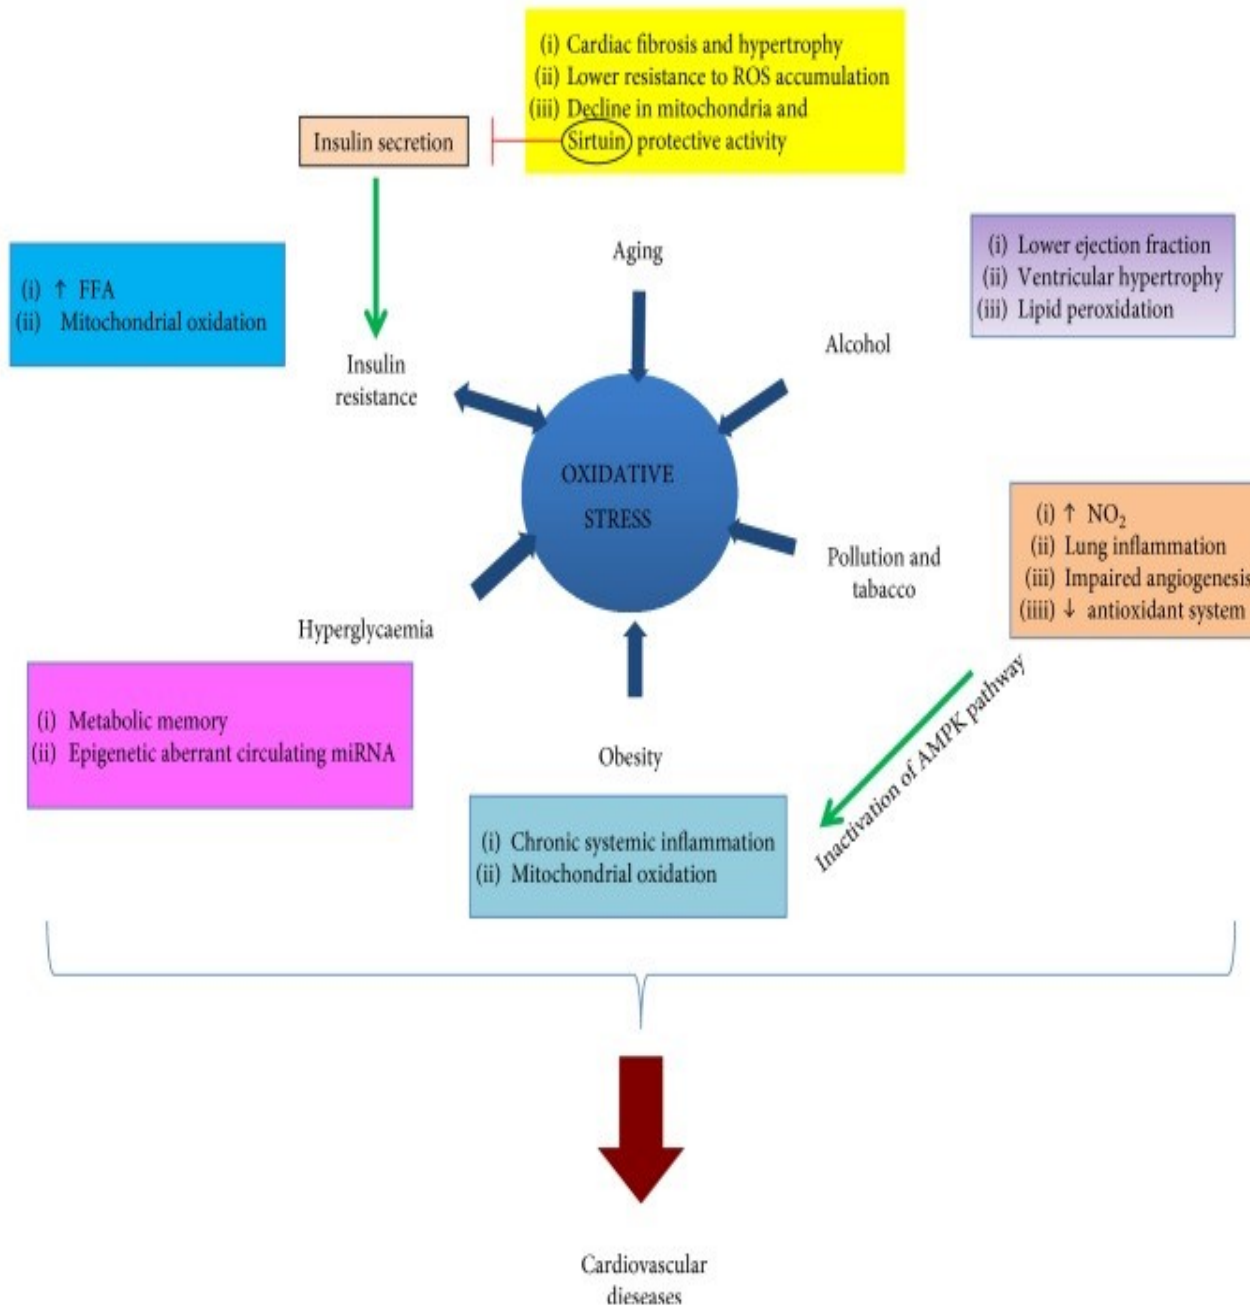 (i) Cardiac fibrosis and hypertrophy
(ii) Lower resistance to ROS accumulation
(iii) Decline in mitochondria and
Sirtuin protective activity
Insulin secretion
Aging
(i) Lower ejection fraction
(ii) Ventricular hypertrophy
(iii) Lipid peroxidation
(i) ↑ FFA
(ii) Mitochondrial oxidation
Alcohol
Insulin
resistance
OXIDATIVE
STRESS
(i) ↑ NO₂
(ii) Lung inflammation
(iii) Impaired angiogenesis
(iiii) ↓ antioxidant system
Pollution and
tabacco
Hyperglycaemia
(i) Metabolic memory
(ii) Epigenetic aberrant circulating miRNA
Inactivation of AMPK pathway
Obesity
(i) Chronic systemic inflammation
(ii) Mitochondrial oxidation
Cardiovascular
dieseases